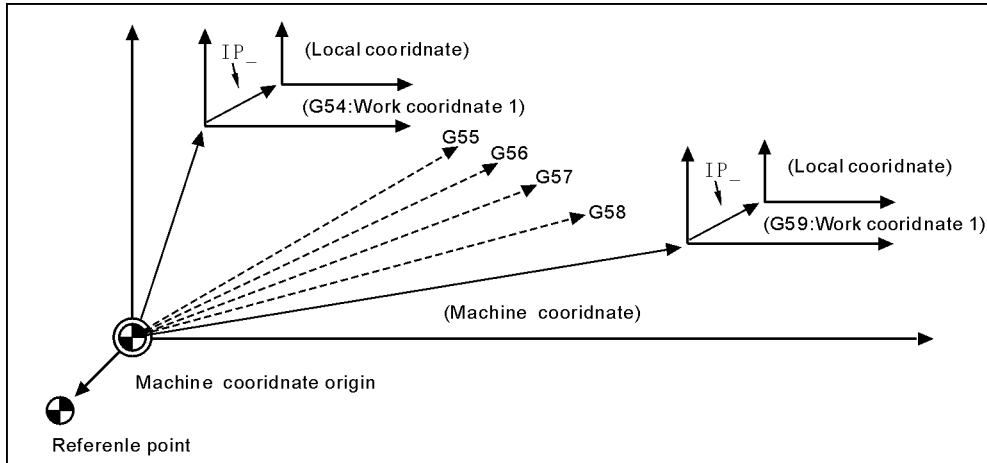 IP_
(Local cooridnate)
(G54:Work cooridnate 1)
G55
G56
G57
G58
IP_
(Local cooridnate)
(G59:Work cooridnate 1)
(Machine cooridnate)
Machine cooridnate origin
Referenle point